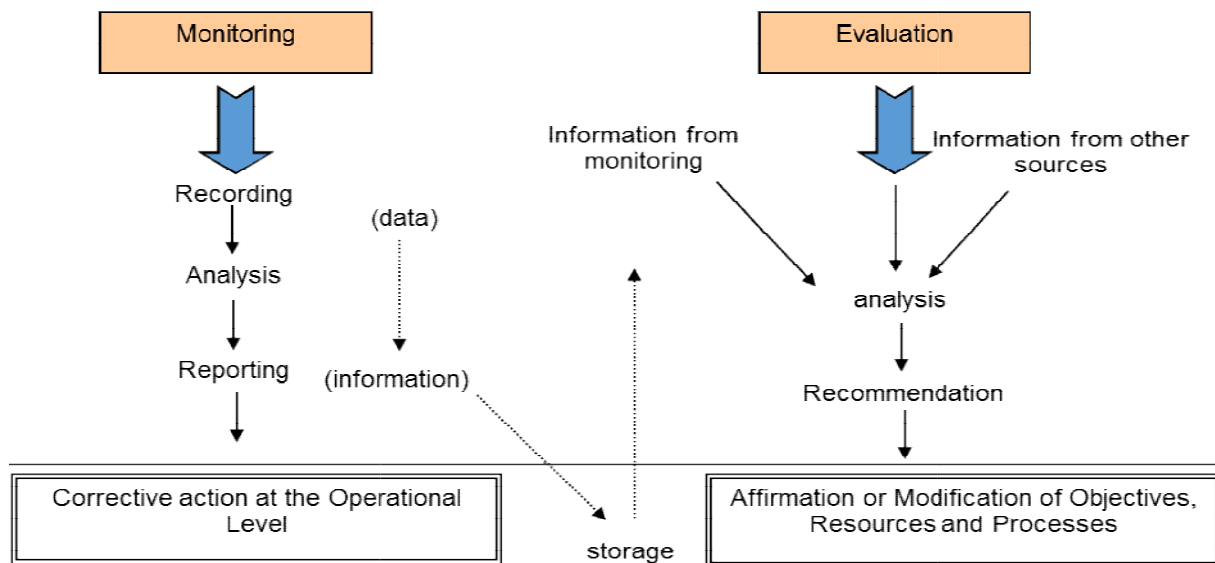 Monitoring
Evaluation
Information from
monitoring
Information from other
sources
Recording
(data)
Analysis
analysis
Reporting
(information)
Recommendation
Corrective action at the Operational
Level
Affirmation or Modification of Objectives,
Resources and Processes
storage